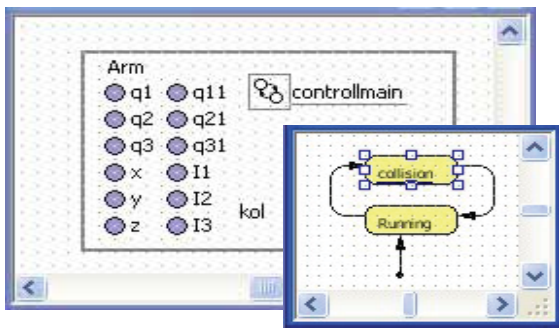 Arm
q1 q11 controllmain
q2 q21
q3 q31
x I1
y I2
z I3 kol
collision
Running